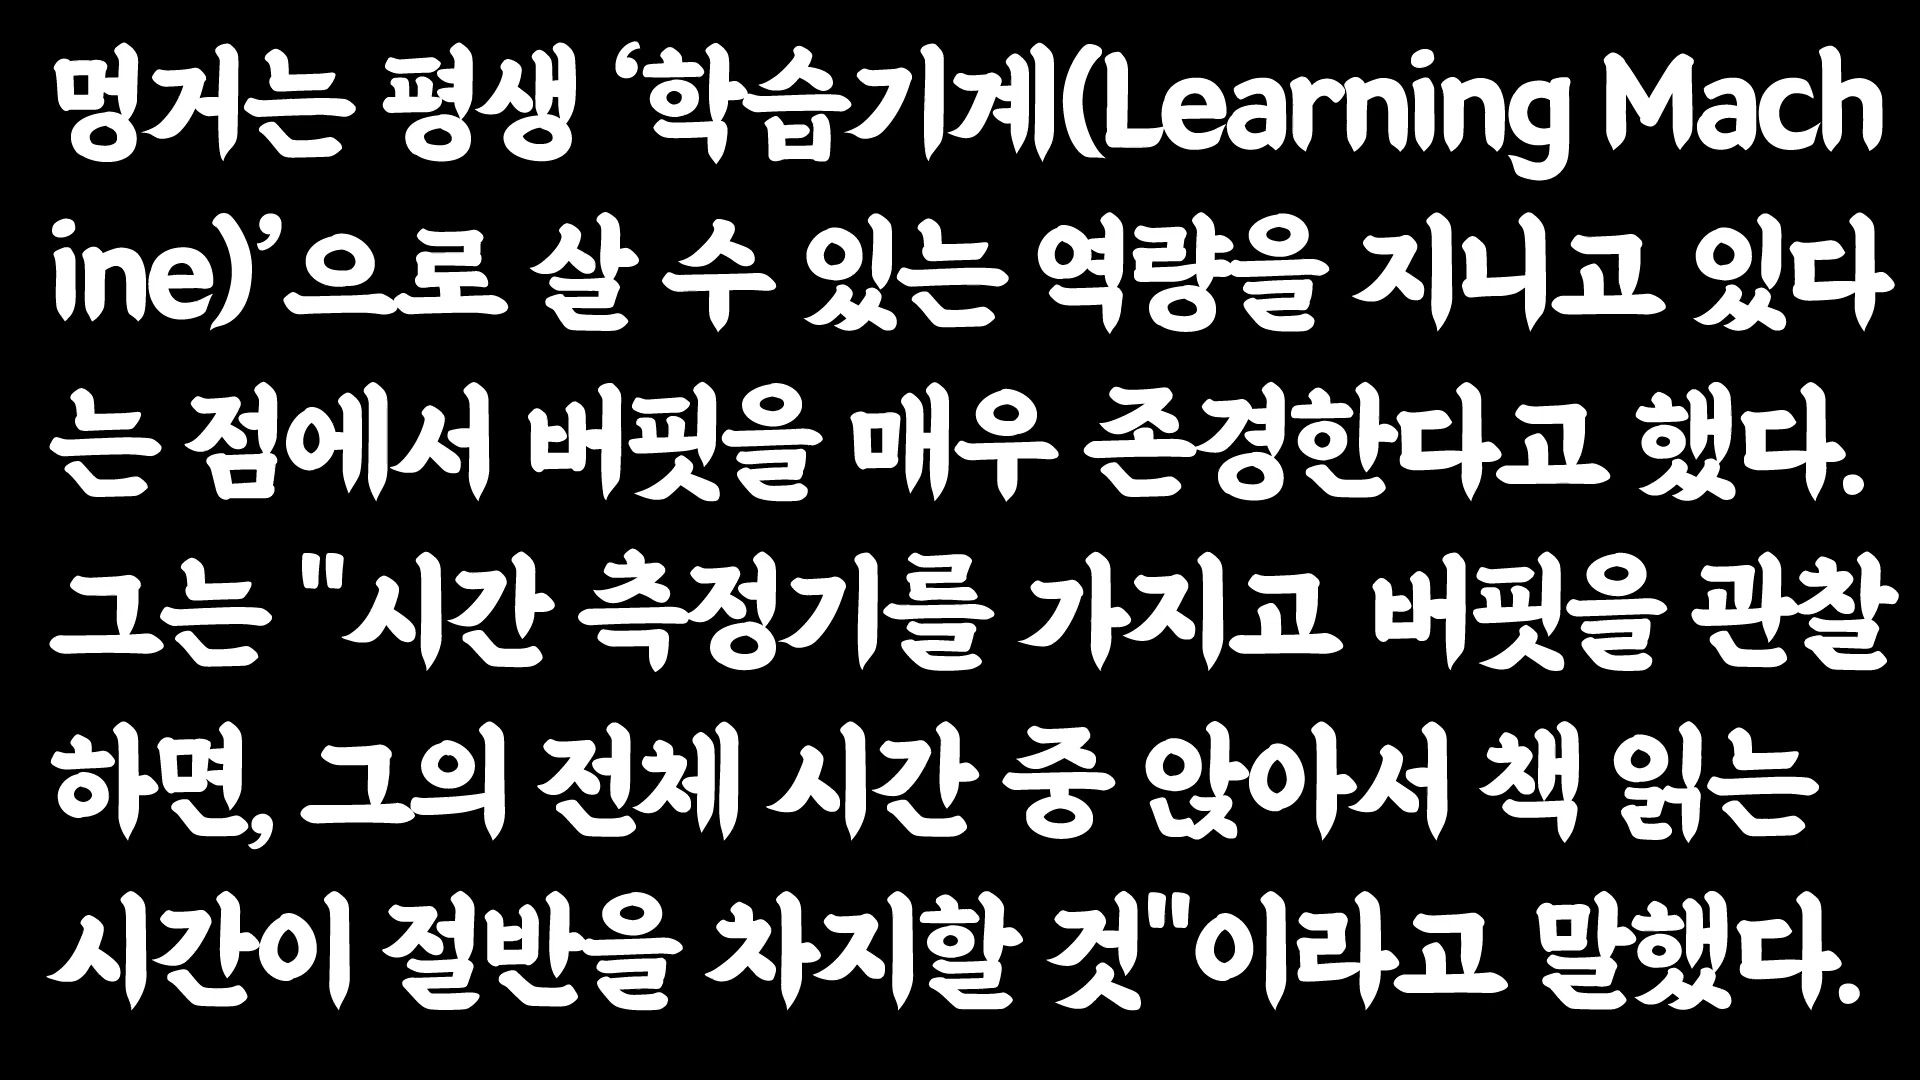 멍거는 평생 ‘학습기계(Learning Mach
ine)’으로 살 수 있는 역량을 지니고 있다
는 점에서 버핏을 매우 존경한다고 했다.
그는 "시간 측정기를 가지고 버핏을 관찰
하면, 그의 전체 시간 중 앉아서 책 읽는
시간이 절반을 차지할 것"이라고 말했다.